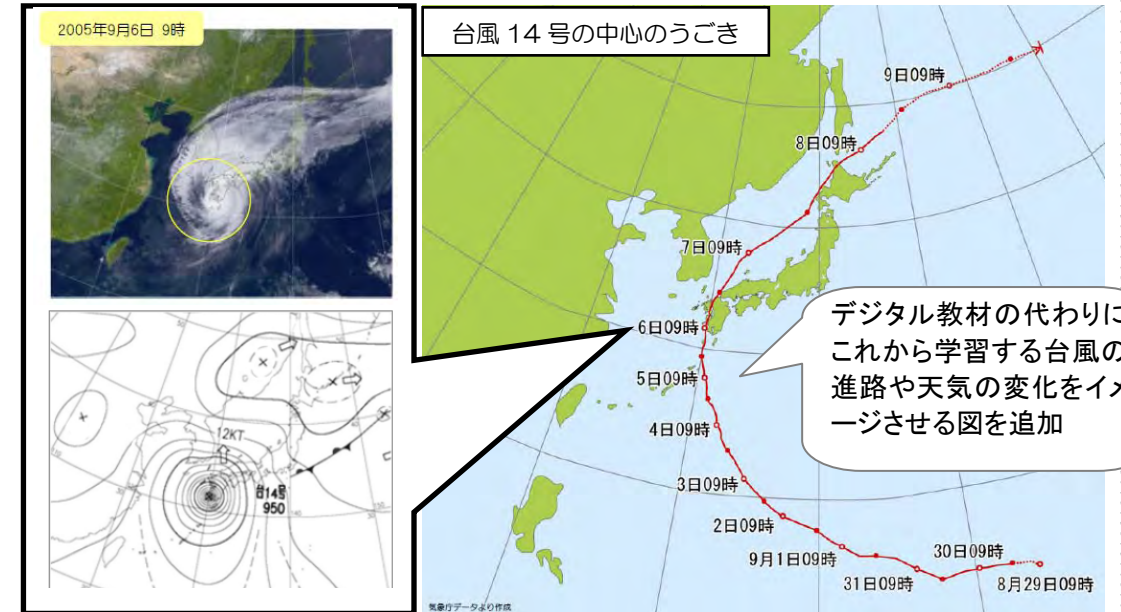 2005年9月6日 9時
12KT
台14号
950
台風 14 号の中心のうごき
9日09時
8日09時
7日09時
6日09時
5日09時
4日09時
3日09時
2日09時
9月1日09時
31日09時
30日09時
8月29日09時
デジタル教材の代わりに
これから学習する台風の
進路や天気の変化をイメ
ージさせる図を追加
気象庁データより作成